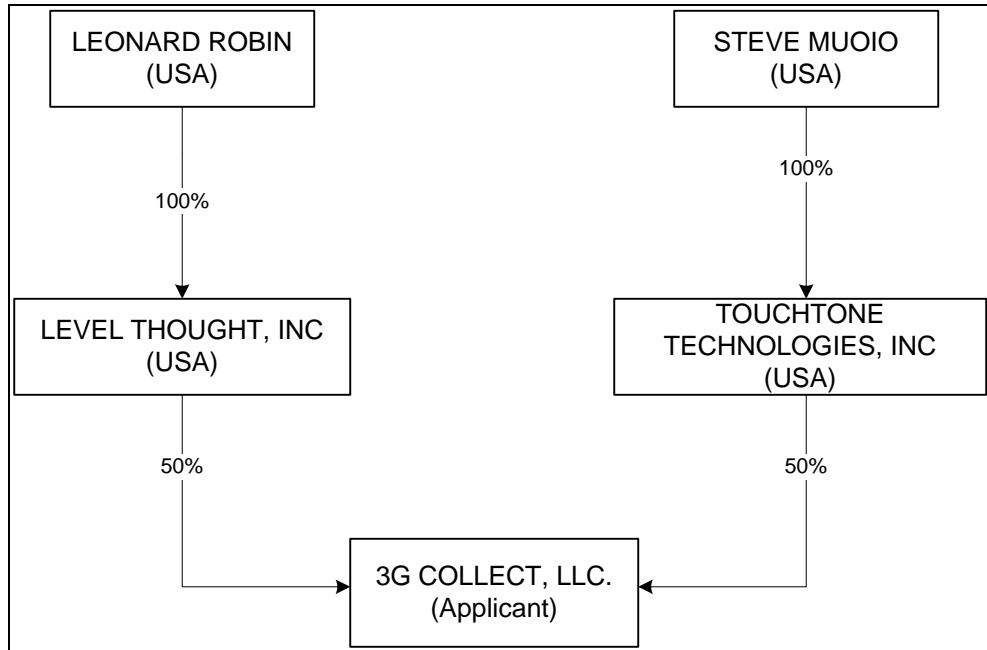 LEONARD ROBIN
(USA)
STEVE MUOIO
(USA)
100%
100%
LEVEL THOUGHT, INC
(USA)
TOUCHTONE
TECHNOLOGIES, INC
(USA)
50%
50%
3G COLLECT, LLC.
(Applicant)